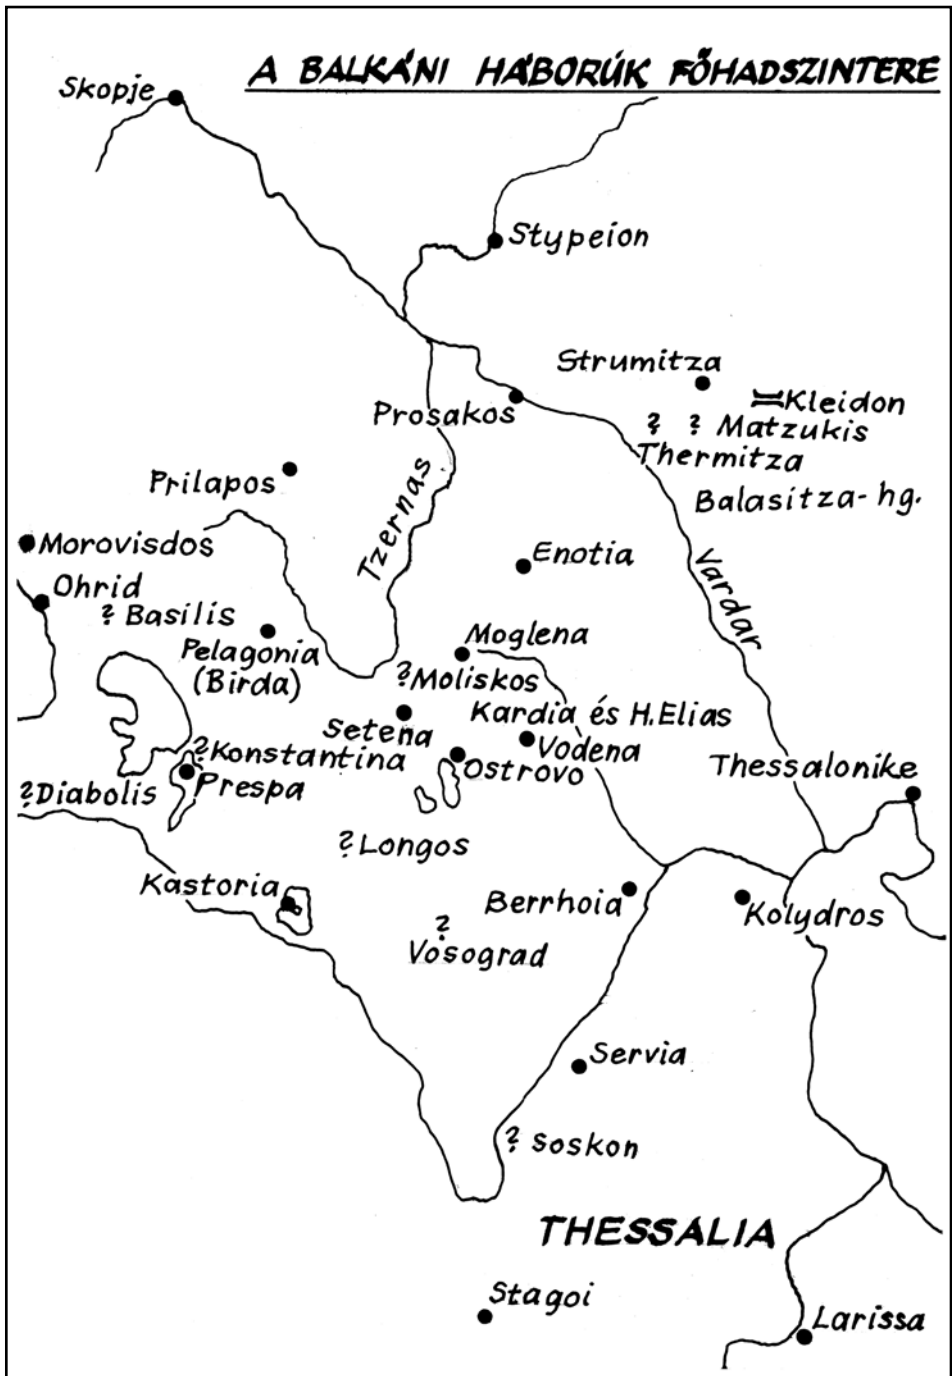 A BALKÁNI HÁBORÚK FŐHADSZINTERE
Skopje
Stypeion
Strumitza
Kleidon
Prosakos
? ? Matzukis
Thermitza
Prilapos
Tzernas
Balasitza-hg.
Morovisdos
Enotia
Ohrid
? Basilis
Vardar
Pelagonia
(Birda)
Moglena
? Moliskos
Setena
Kardia és H.Elias
Vodena
? Konstantina
Ostrovo
Thessalonike
Prespa
? Diabolis
? Longos
Kastoria
Berrhoia
Kolydros
?
Vosograd
Servia
? Soskon
THESSALIA
Stagoi
Larissa